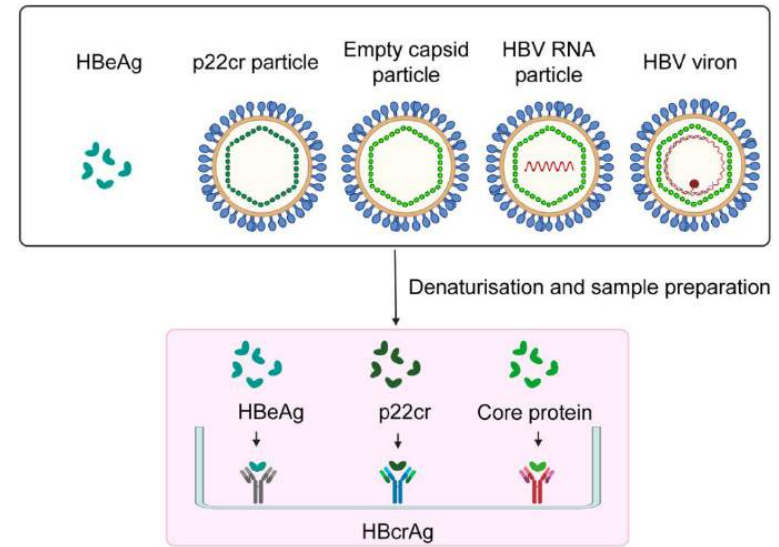 HBeAg
p22cr particle
Empty capsid
particle
HBV RNA
particle
HBV viron
Denaturisation and sample preparation
HBeAg
p22cr
Core protein
HBcrAg